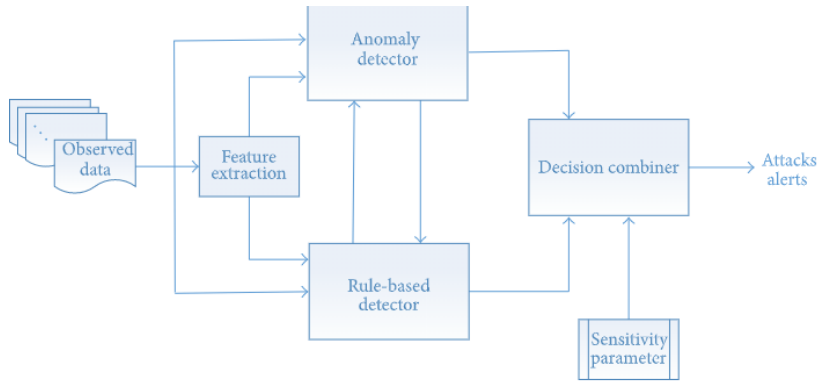 Anomaly
detector
Observed
data
Feature
extraction
Decision combiner
Attacks
alerts
Rule-based
detector
Sensitivity
parameter